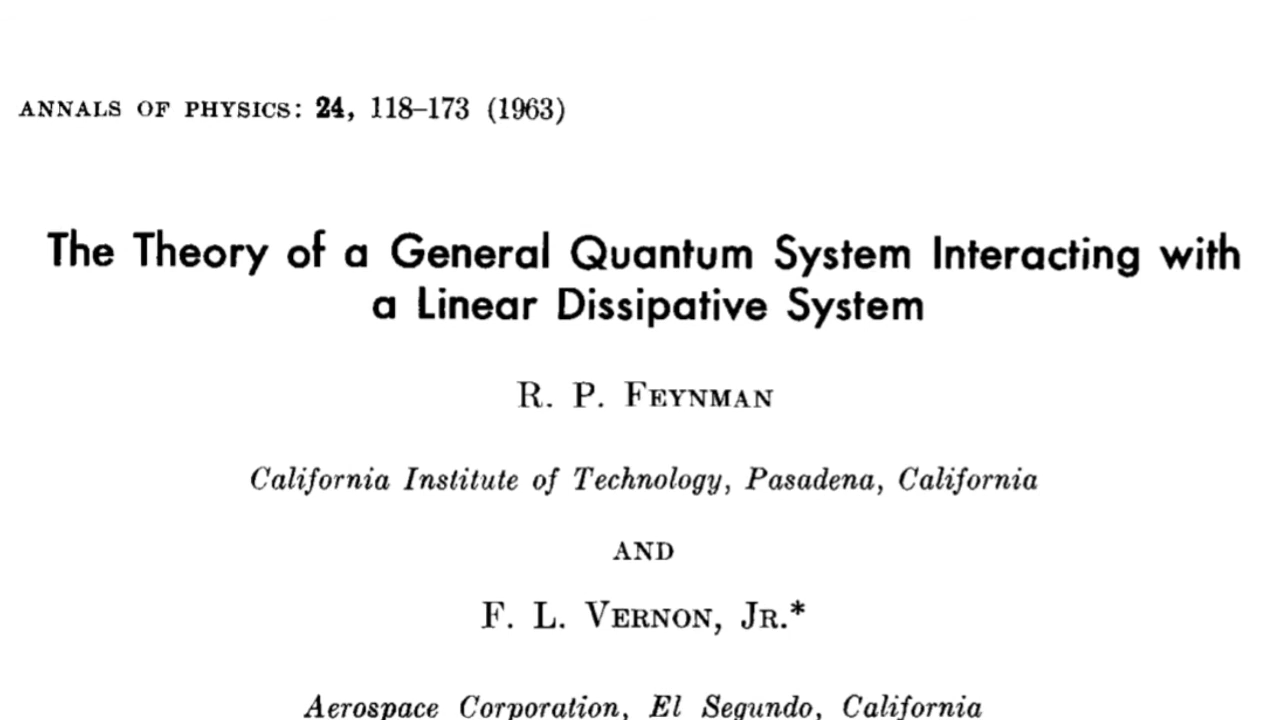 ANNALS OF PHYSICS: 24, 118–173 (1963)
The Theory of a General Quantum System Interacting with
a Linear Dissipative System
R. P. FEYNMAN
California Institute of Technology, Pasadena, California
AND
F. L. VERNON, JR.*
Aerospace Corporation, El Segundo, California